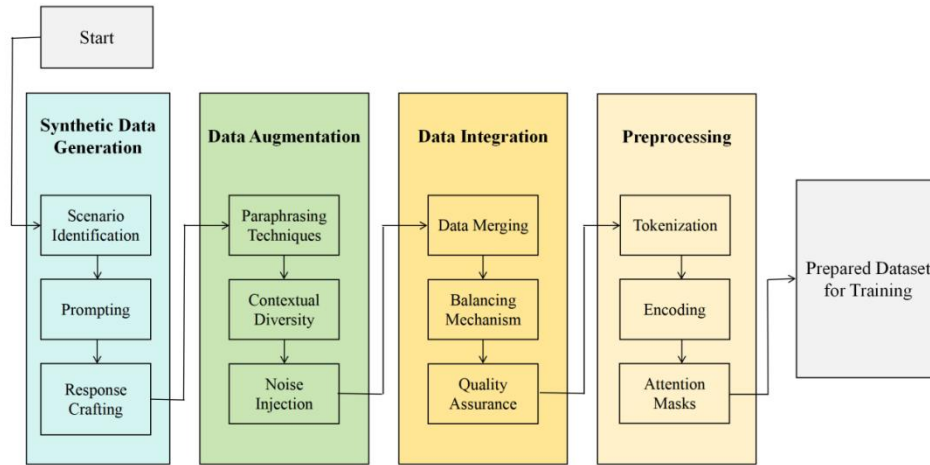 Start
Synthetic Data
Generation
Scenario
Identification
Prompting
Response
Crafting
Data Augmentation
Paraphrasing
Techniques
Contextual
Diversity
Noise
Injection
Data Integration
Data Merging
Balancing
Mechanism
Quality
Assurance
Preprocessing
Tokenization
Encoding
Attention
Masks
Prepared Dataset
for Training